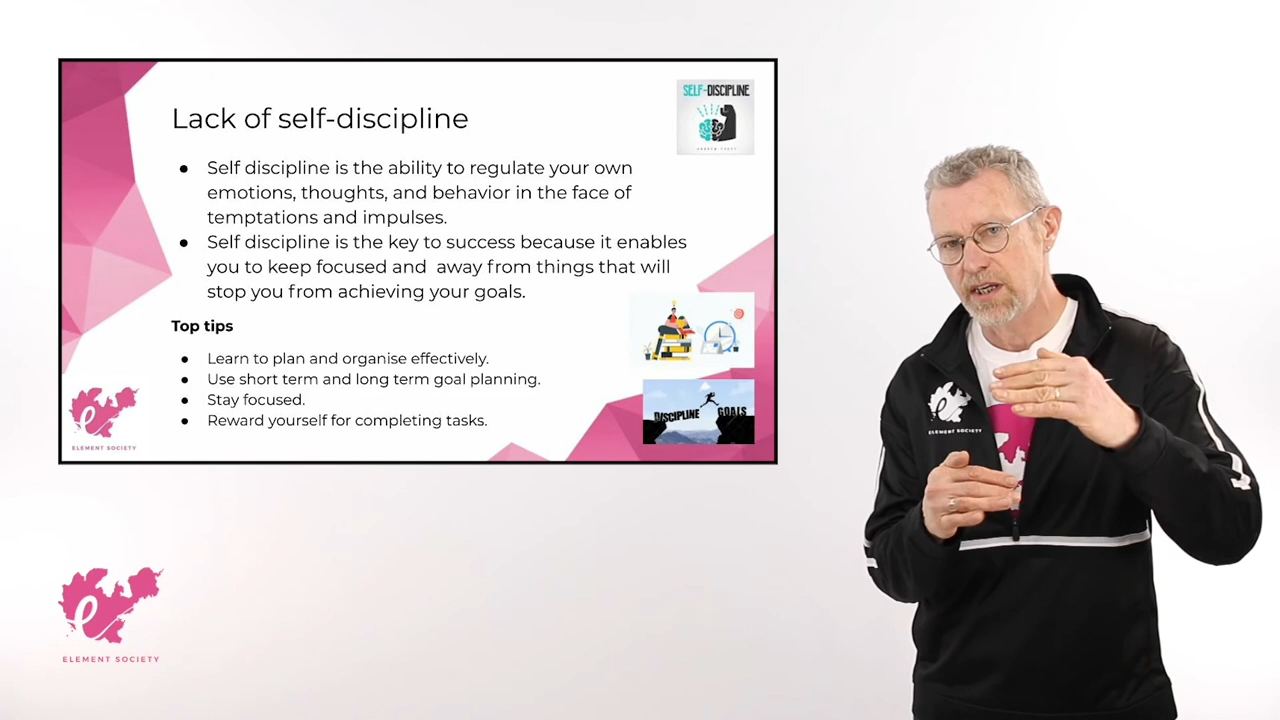 SELF-DISCIPLINE
Lack of self-discipline
● Self discipline is the ability to regulate your own
emotions, thoughts, and behavior in the face of
temptations and impulses.
● Self discipline is the key to success because it enables
you to keep focused and  away from things that will
stop you from achieving your goals.
Top tips
● Learn to plan and organise effectively.
● Use short term and long term goal planning.
● Stay focused.
● Reward yourself for completing tasks.
DISCIPLINE GOALS
e
ELEMENT SOCIETY
ELEMENT SOCIETY
e
ELEMENT SOCIETY